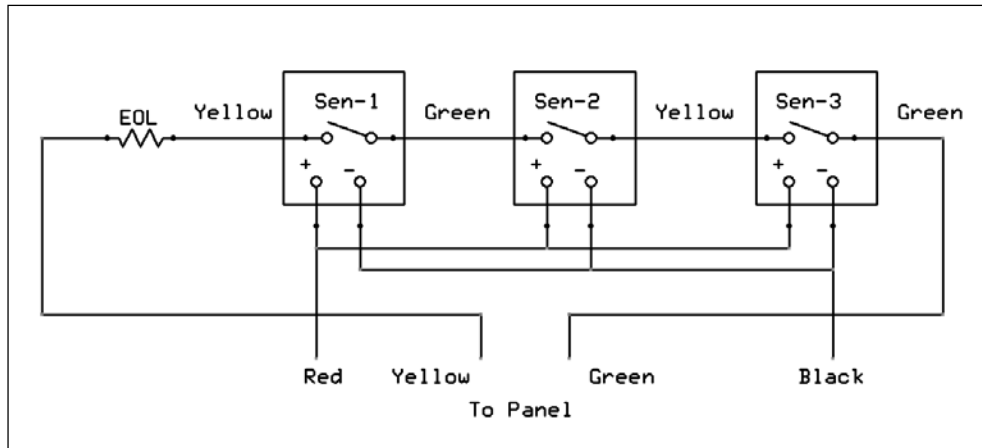 EOL Yellow Sen-1 Green Sen-2 Yellow Sen-3 Green
+ - + - + -
Red Yellow Green Black
To Panel